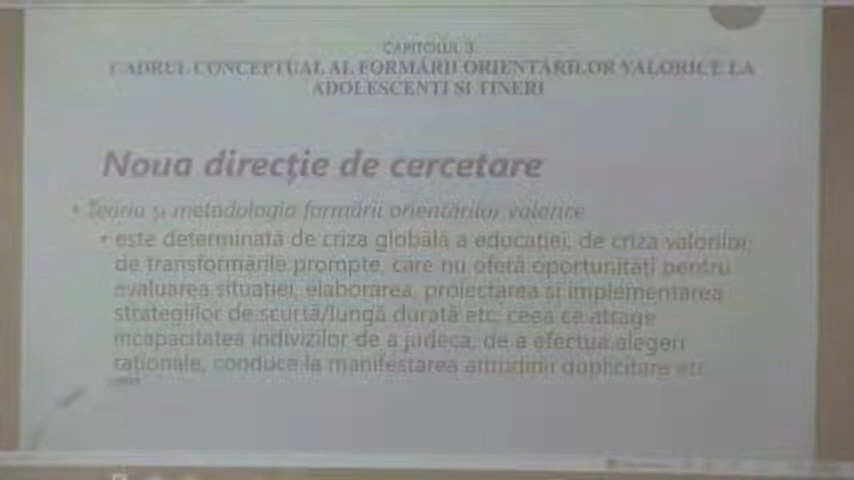 CAPITOLUL 3
CADRUL CONCEPTUAL AL FORMĂRII ORIENTĂRILOR VALORICE LA
ADOLESCENȚI ȘI TINERI
Noua direcție de cercetare
• Teoria și metodologia formării orientărilor valorice
• este determinată de criza globală a educației, de criza valorilor,
de transformările prompte, care nu oferă oportunități pentru
evaluarea situației, elaborarea, proiectarea și implementarea
strategiilor de scurtă/lungă durată etc. ceea ce atrage
incapacitatea indivizilor de a judeca, de a efectua alegeri
raționale, conduce la manifestarea atitudinii duplicitare etc